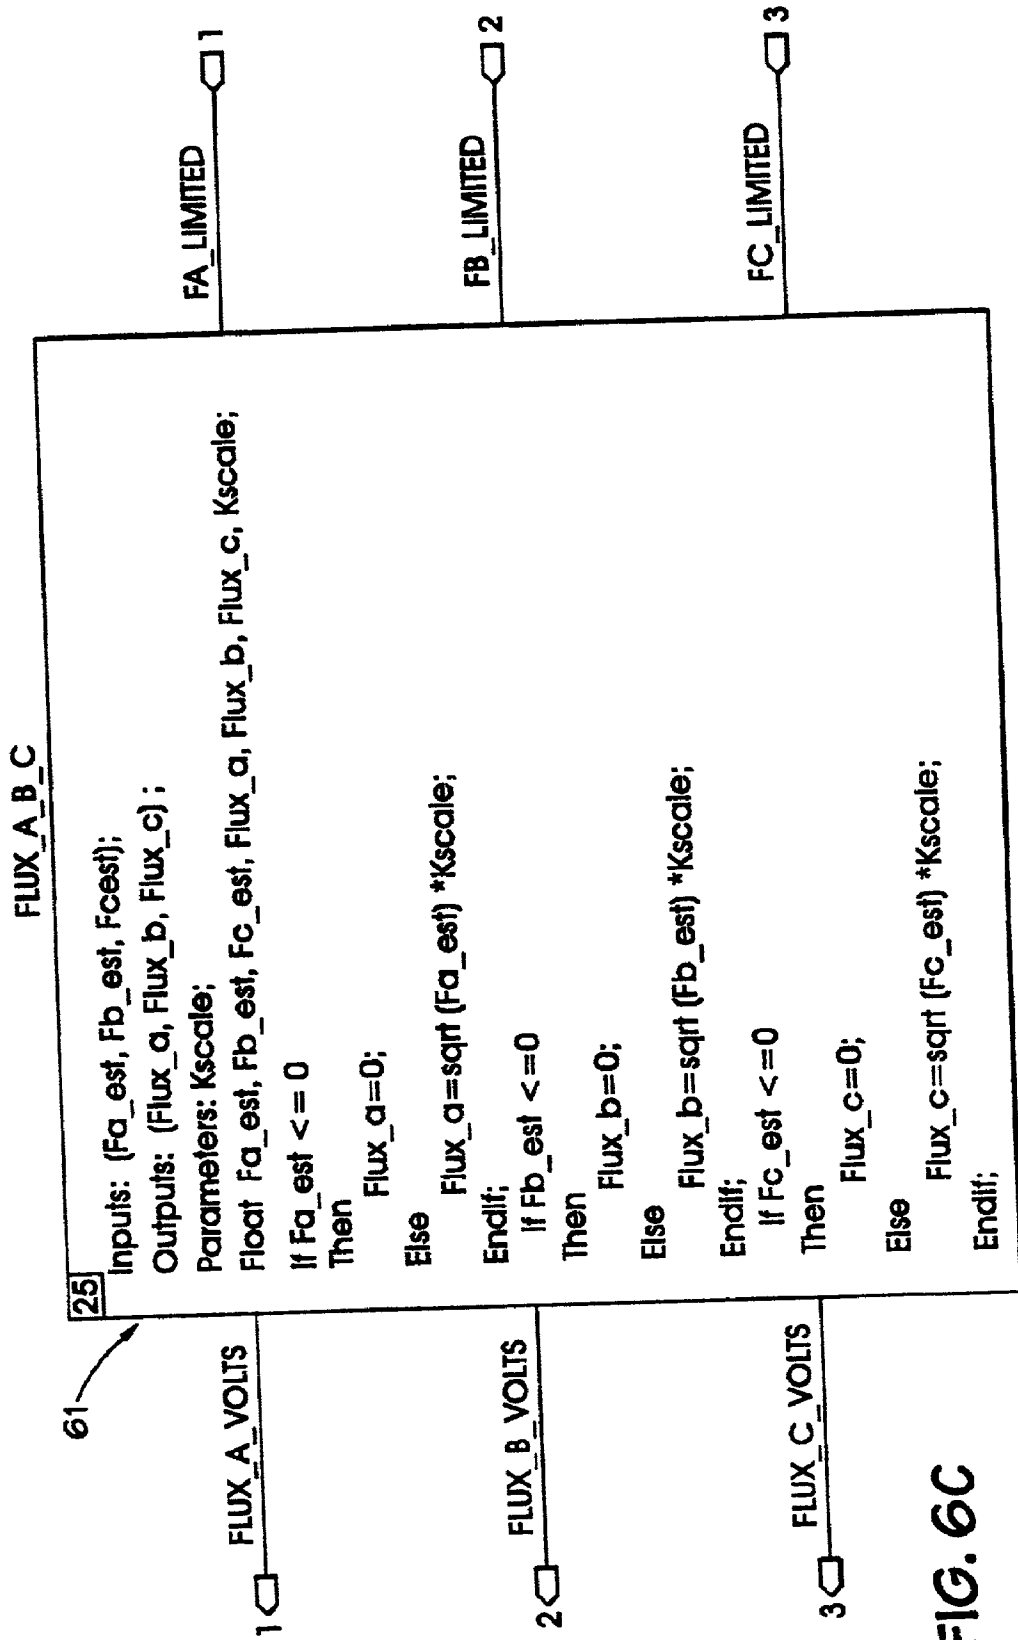 FLUX_A_B_C
61
25
Inputs: (Fa_est, Fb_est, Fcest);
Outputs: (Flux_a, Flux_b, Flux_c) ;
Parameters: Kscale;
Float Fa_est, Fb_est, Fc_est, Flux_a, Flux_b, Flux_c, Kscale;
If Fa_est <= 0
Then
Flux_a=0;
Else
Flux_a=sqrt (Fa_est) *Kscale;
EndIf;
If Fb_est <=0
Then
Flux_b=0;
Else
Flux_b=sqrt (Fb_est) *Kscale;
EndIf;
If Fc_est <=0
Then
Flux_c=0;
Else
Flux_c=sqrt (Fc_est) *Kscale;
EndIf;
1 FLUX_A_VOLTS
2 FLUX_B_VOLTS
3 FLUX_C_VOLTS
FA_LIMITED 1
FB_LIMITED 2
FC_LIMITED 3
FIG. 6C